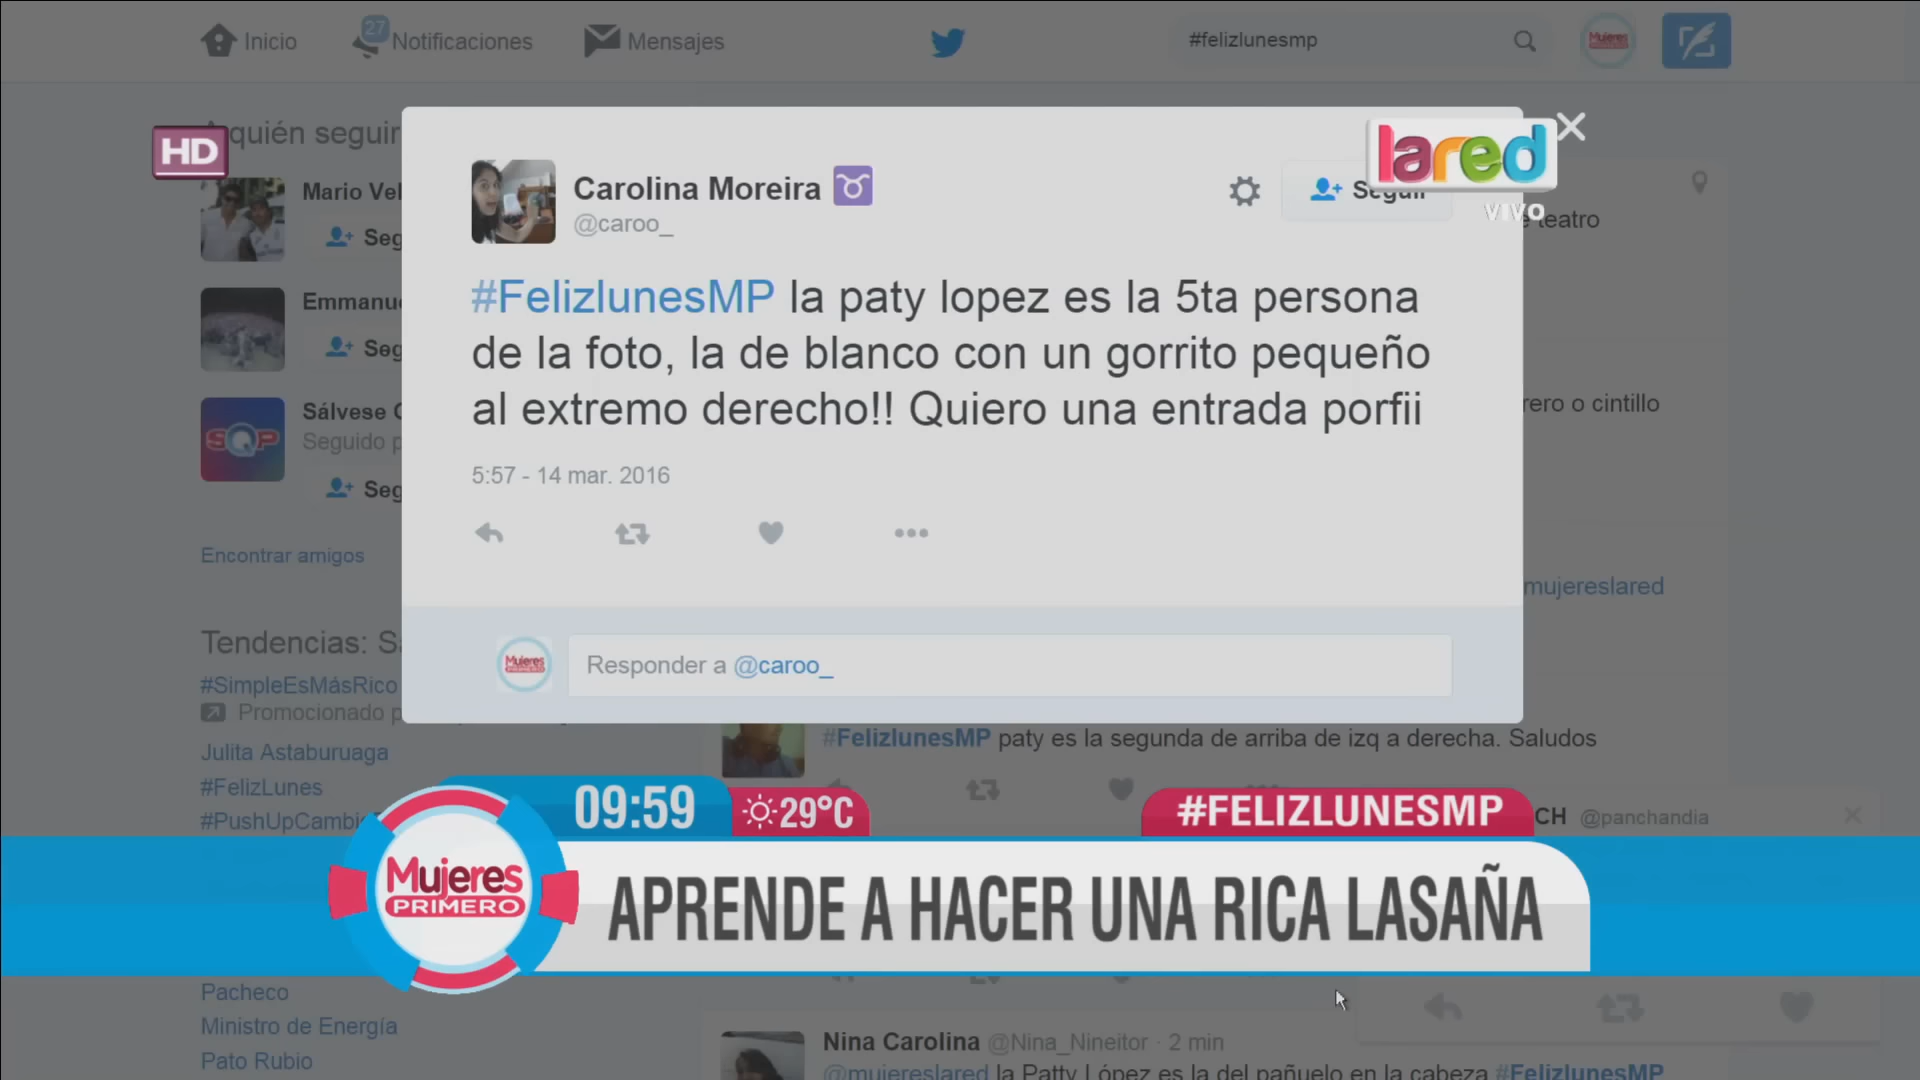 Inicio
27
Notificaciones
Mensajes
#felizlunesmp
Mujeres
HD
quién seguir
Mario Vel
Seg
Emmanu
Seg
Sálvese
Seguido p
SQP
Seg
Encontrar amigos
Tendencias: S
#SimpleEsMásRico
Promocionado p
Julita Astaburuaga
#FelizLunes
#PushUpCambi
Pacheco
Ministro de Energía
Pato Rubio
Carolina Moreira
@caroo_
Seguir
lared
VIVO
#FelizlunesMP la paty lopez es la 5ta persona
de la foto, la de blanco con un gorrito pequeño
al extremo derecho!! Quiero una entrada porfii
5:57 - 14 mar. 2016
Mujeres
PRIMERO
Responder a @caroo_
teatro
rero o cintillo
mujereslared
#FelizlunesMP paty es la segunda de arriba de izq a derecha. Saludos
CH @panchandia
09:59
29°C
#FELIZLUNESMP
Mujeres
PRIMERO
APRENDE A HACER UNA RICA LASAÑA
Nina Carolina @Nina_Nineitor · 2 min
@mujereslared la Patty López es la del pañuelo en la cabeza #FelizlunesMP